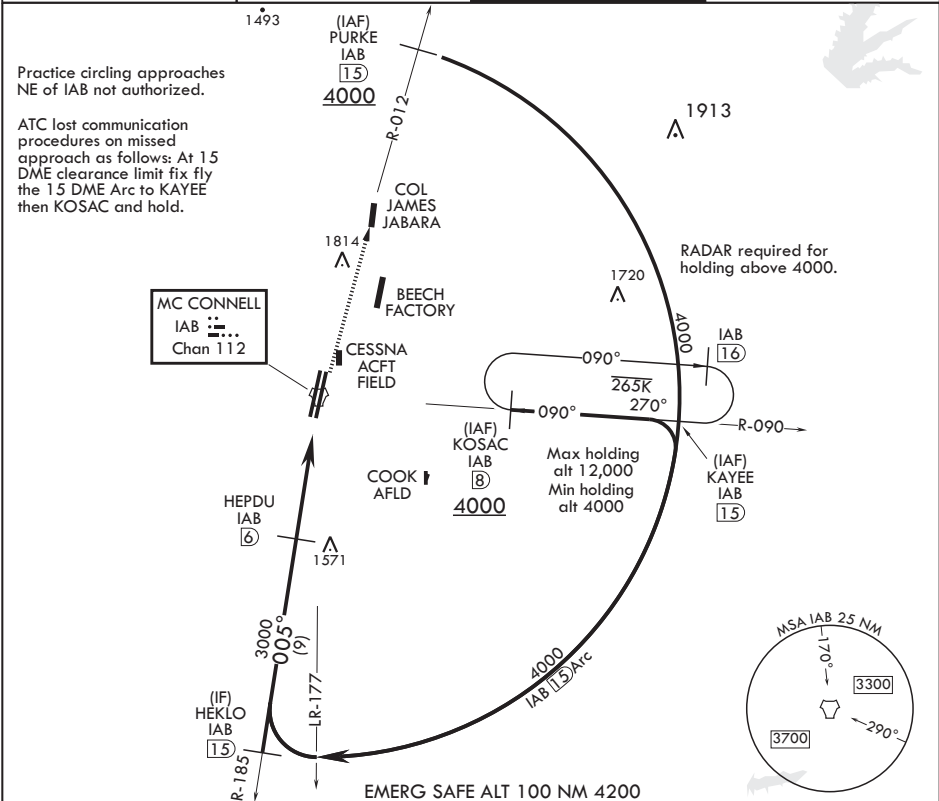 1493
(IAF)
PURKE
IAB
15
4000
Practice circling approaches
NE of IAB not authorized.
ATC lost communication
procedures on missed
approach as follows: At 15
DME clearance limit fix fly
the 15 DME Arc to KAYEE
then KOSAC and hold.
R-012
1913
COL
JAMES
JABARA
1814
RADAR required for
holding above 4000.
1720
BEECH
FACTORY
MC CONNELL
IAB
Chan 112
CESSNA
ACFT
FIELD
4000
IAB
16
090°
265K
270°
090°
R-090
(IAF)
KOSAC
IAB
8
4000
Max holding
alt 12,000
Min holding
alt 4000
(IAF)
KAYEE
IAB
15
COOK
AFLD
HEPDU
IAB
6
1571
3000
005°
(9)
LR-177
4000
IAB 15 Arc
(IF)
HEKLO
IAB
15
R-185
MSA IAB 25 NM
170°
3300
290°
3700
EMERG SAFE ALT 100 NM 4200